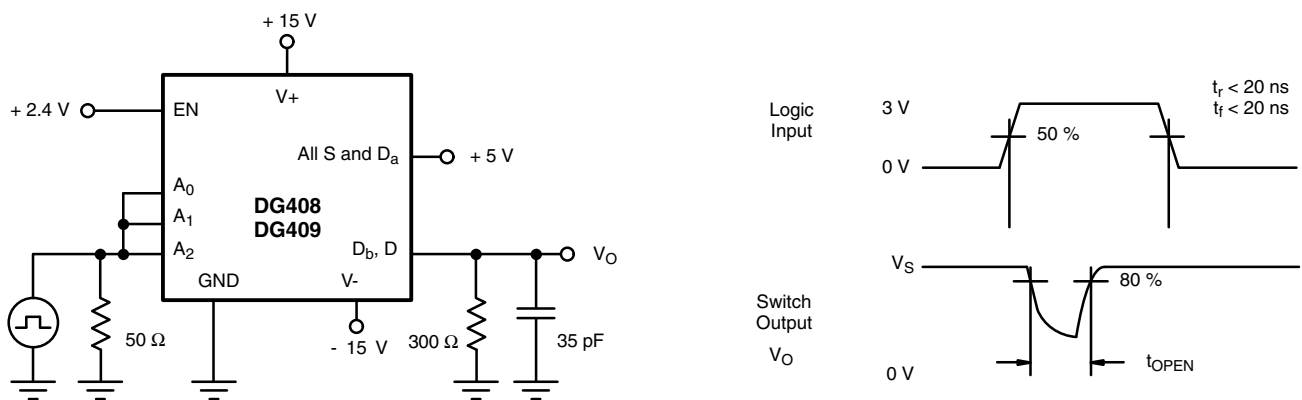 + 15 V
+ 2.4 V
EN
V+
All S and Da
+ 5 V
A0
A1
A2
DG408
DG409
Db, D
VO
GND
V-
50 Ω
- 15 V
300 Ω
35 pF
Logic
Input
3 V
0 V
50 %
tr < 20 ns
tf < 20 ns
VS
Switch
Output
VO
0 V
80 %
tOPEN